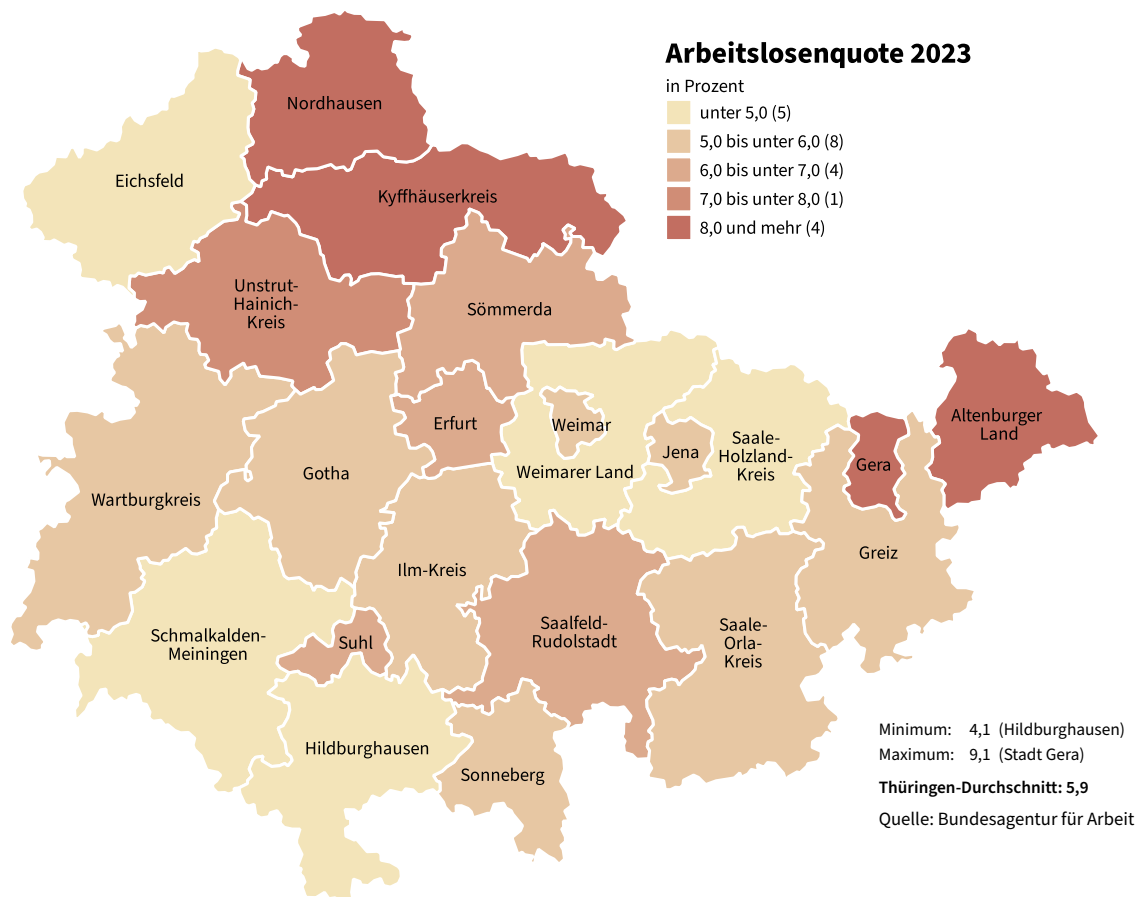 Arbeitslosenquote 2023
in Prozent
unter 5,0 (5)
5,0 bis unter 6,0 (8)
6,0 bis unter 7,0 (4)
7,0 bis unter 8,0 (1)
8,0 und mehr (4)
Nordhausen
Eichsfeld
Kyffhäuserkreis
Unstrut-
Hainich-
Kreis
Sömmerda
Altenburger
Land
Erfurt
Weimar
Jena
Saale-
Holzland-
Kreis
Gera
Gotha
Weimarer Land
Wartburgkreis
Greiz
Ilm-Kreis
Schmalkalden-
Meiningen
Suhl
Saalfeld-
Rudolstadt
Saale-
Orla-
Kreis
Hildburghausen
Sonneberg
Minimum: 4,1 (Hildburghausen)
Maximum: 9,1 (Stadt Gera)
Thüringen-Durchschnitt: 5,9
Quelle: Bundesagentur für Arbeit